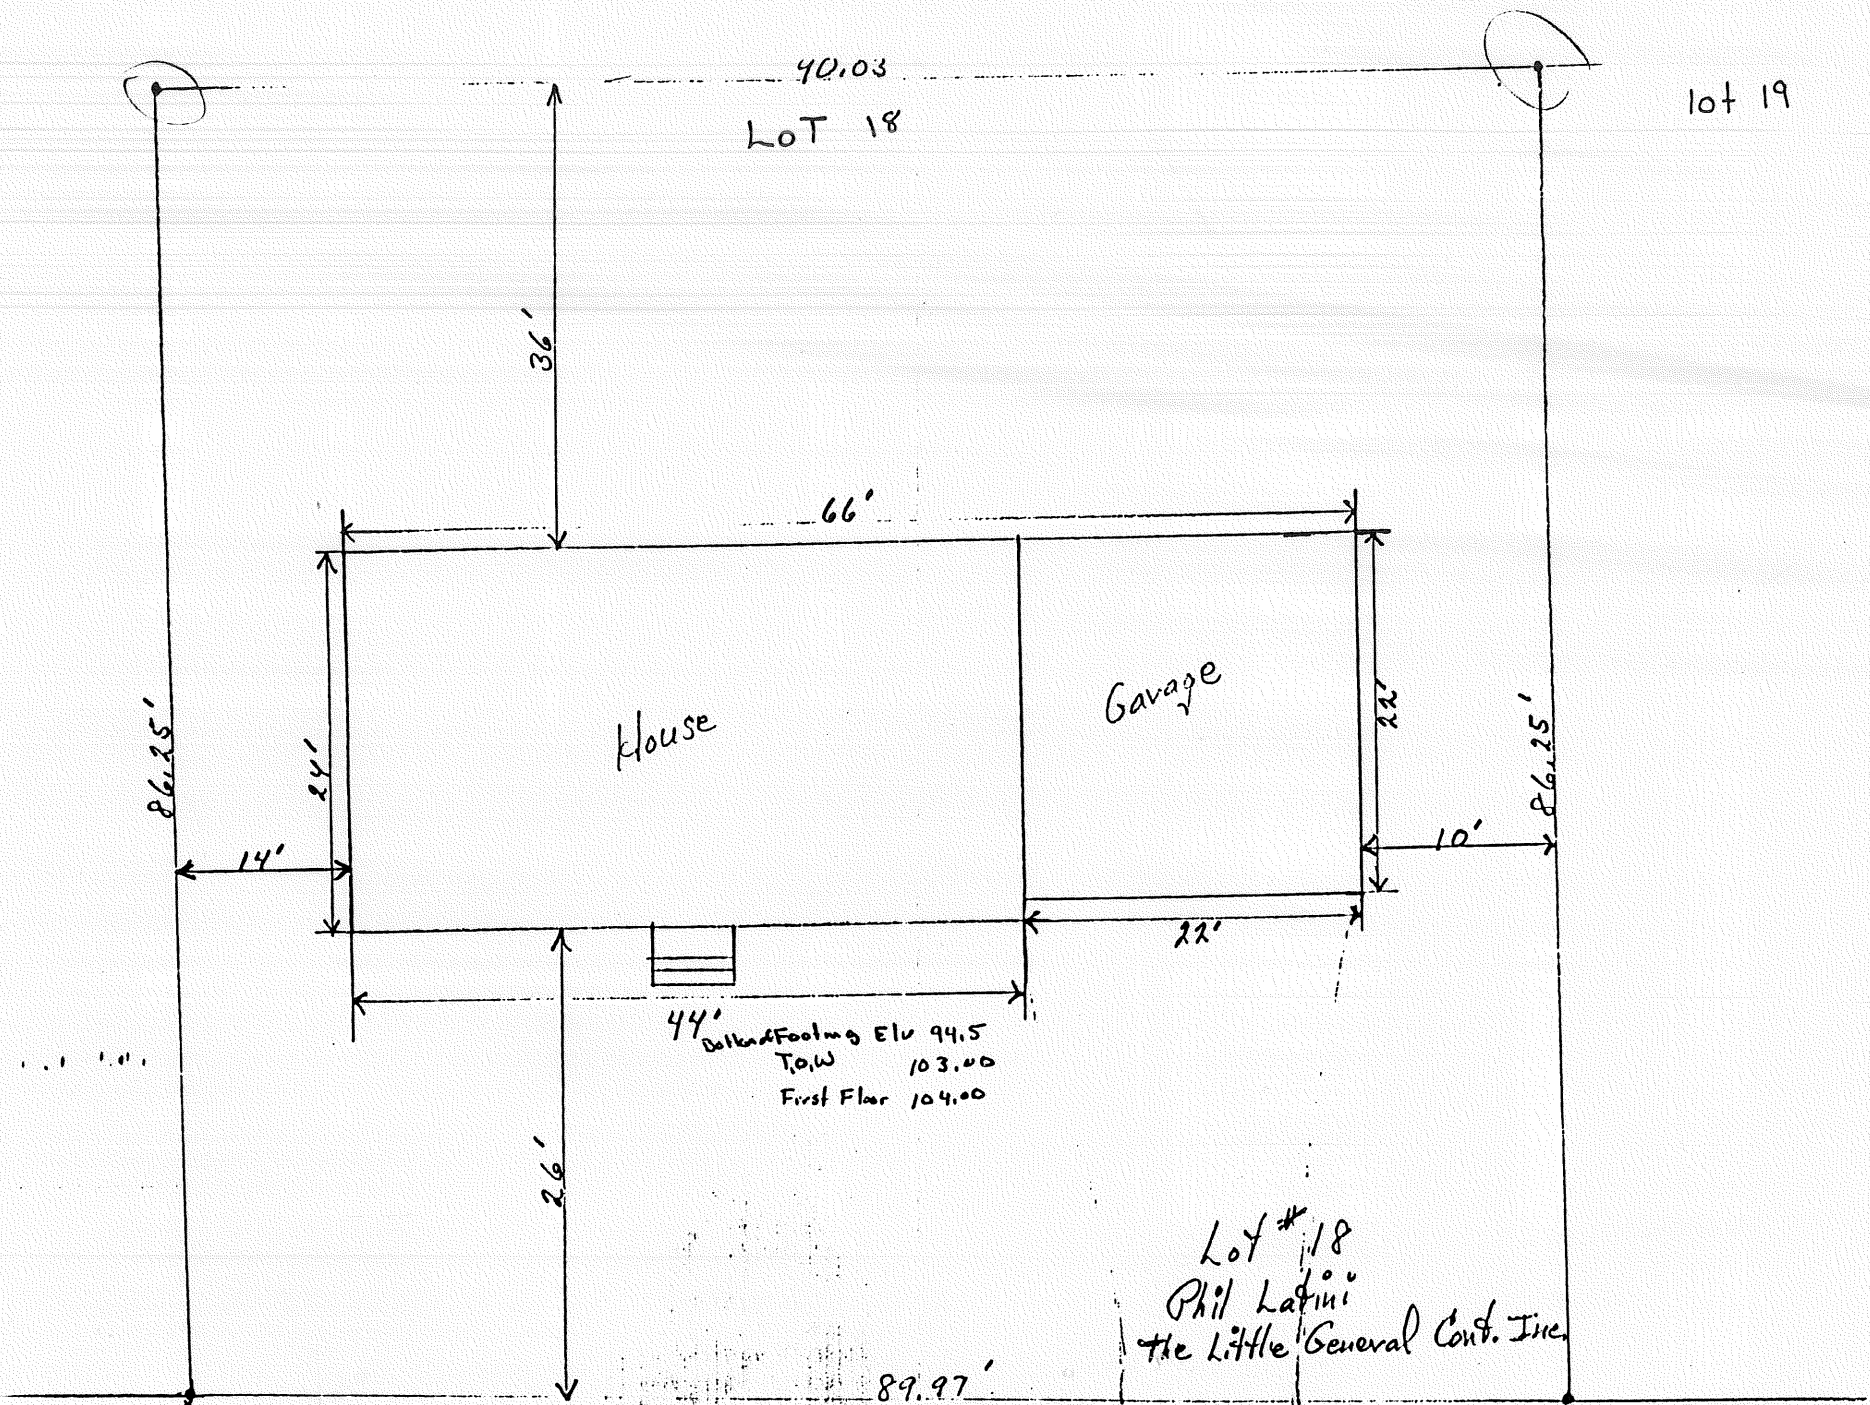 90.03
lot 19
LOT 18
36'
66'
House
Garage
86.25'
24'
22'
86.25'
14'
10'
22'
44'
Footing Elv 94.5
T.O.W 103.00
First Floor 104.00
26'
Lot #18
Phil Latini
The Little General Cont. Inc.
89.97'